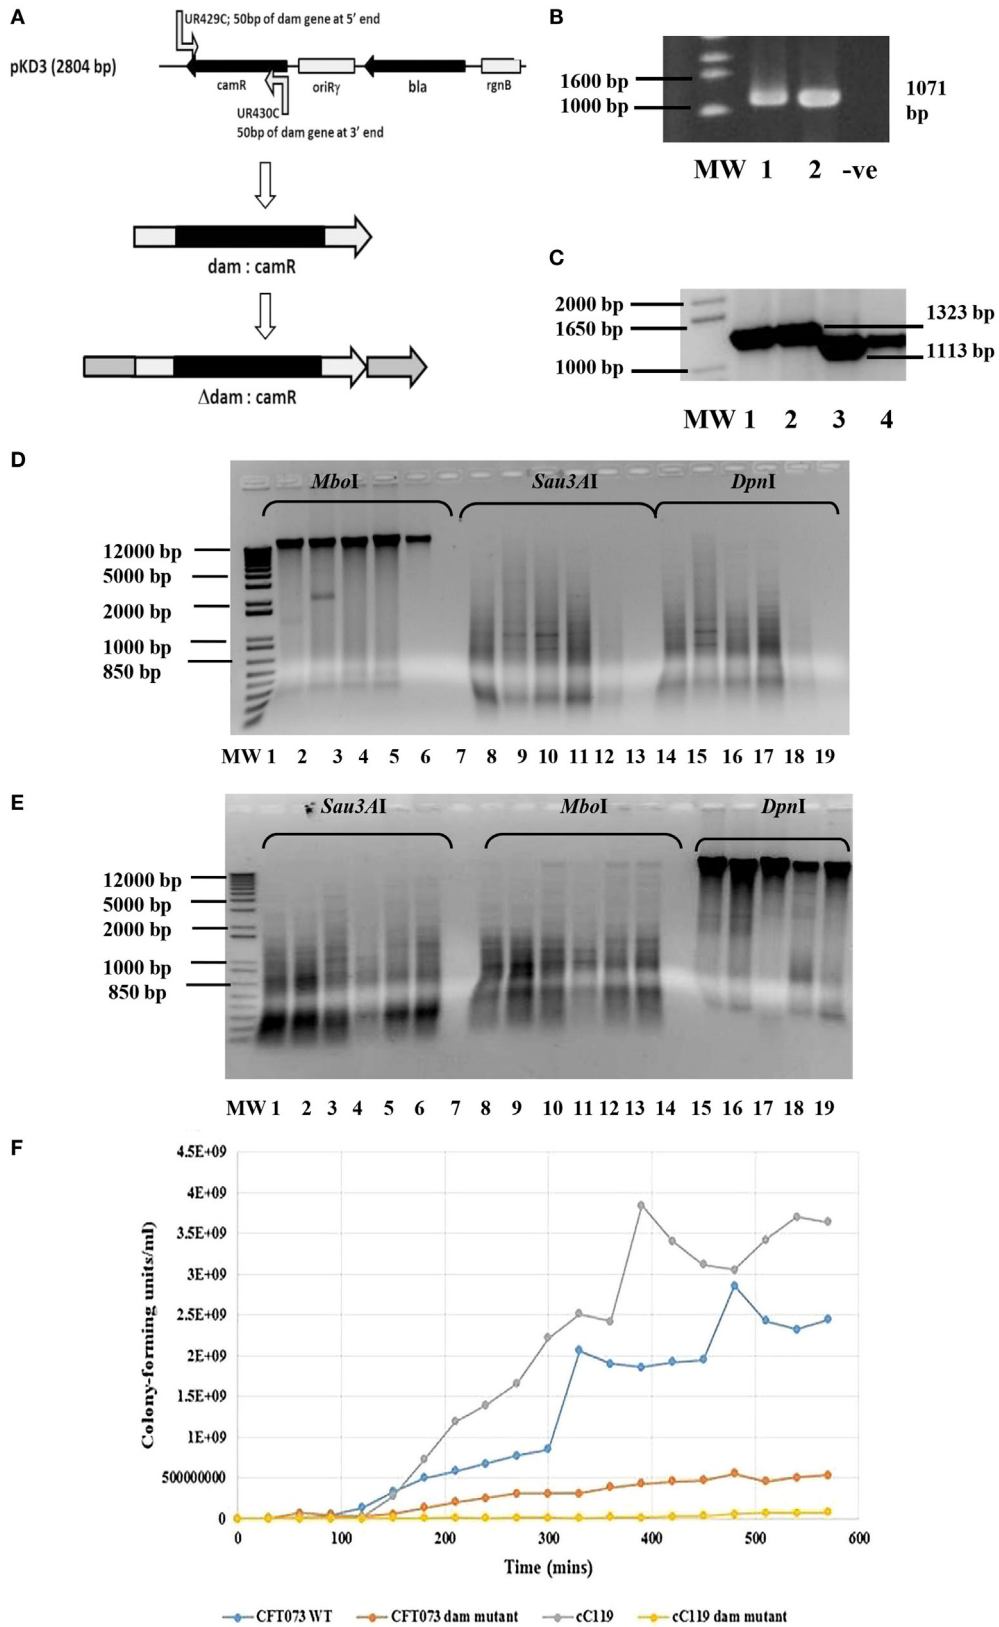 A
UR429C; 50bp of dam gene at 5' end
pKD3 (2804 bp)
camR
oriRγ
bla
rgnB
UR430C
50bp of dam gene at 3' end
dam : camR
Δdam : camR
B
1600 bp
1000 bp
1071
bp
MW 1 2 -ve
C
2000 bp
1650 bp
1000 bp
1323 bp
1113 bp
MW 1 2 3 4
D
MboI
Sau3AI
DpnI
12000 bp
5000 bp
2000 bp
1000 bp
850 bp
MW 1 2 3 4 5 6 7 8 9 10 11 12 13 14 15 16 17 18 19
E
Sau3AI
MboI
DpnI
12000 bp
5000 bp
2000 bp
1000 bp
850 bp
MW 1 2 3 4 5 6 7 8 9 10 11 12 13 14 15 16 17 18 19
F
4.5E+09
4E+09
3.5E+09
3E+09
2.5E+09
2E+09
1.5E+09
1E+09
500000000
0
Colony-forming units/ml)
0 100 200 300 400 500 600
Time (mins)
CFT073 WT
CFT073 dam mutant
cC119
cC119 dam mutant